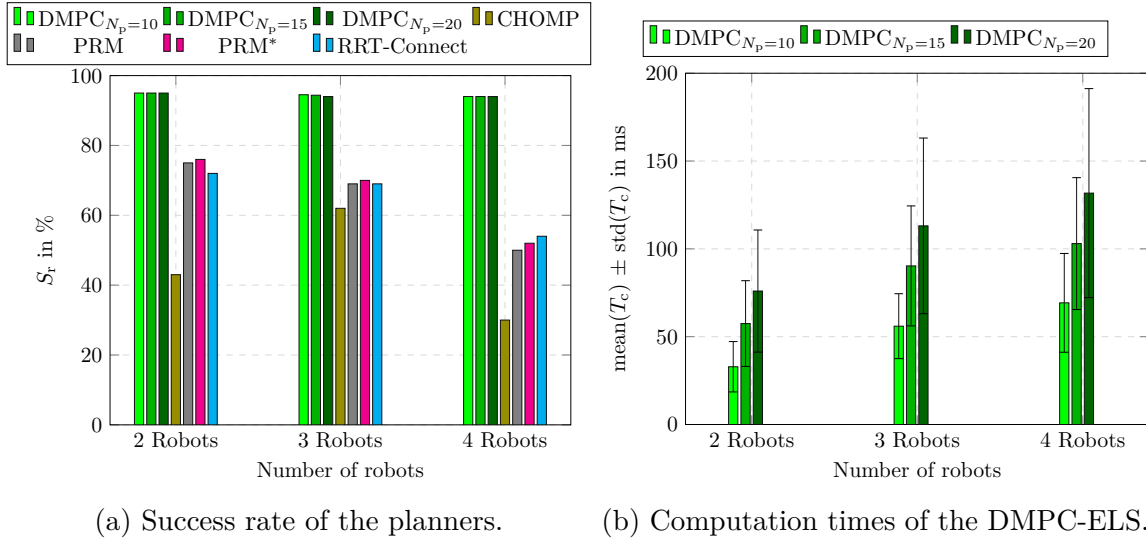 DMPC_{N_p=10} DMPC_{N_p=15} DMPC_{N_p=20} CHOMP
PRM PRM* RRT-Connect
100
80
60
40
20
0
S_r in %
2 Robots 3 Robots 4 Robots
Number of robots
(a) Success rate of the planners.
DMPC_{N_p=10} DMPC_{N_p=15} DMPC_{N_p=20}
200
150
100
50
0
mean(T_c) ± std(T_c) in ms
2 Robots 3 Robots 4 Robots
Number of robots
(b) Computation times of the DMPC-ELS.